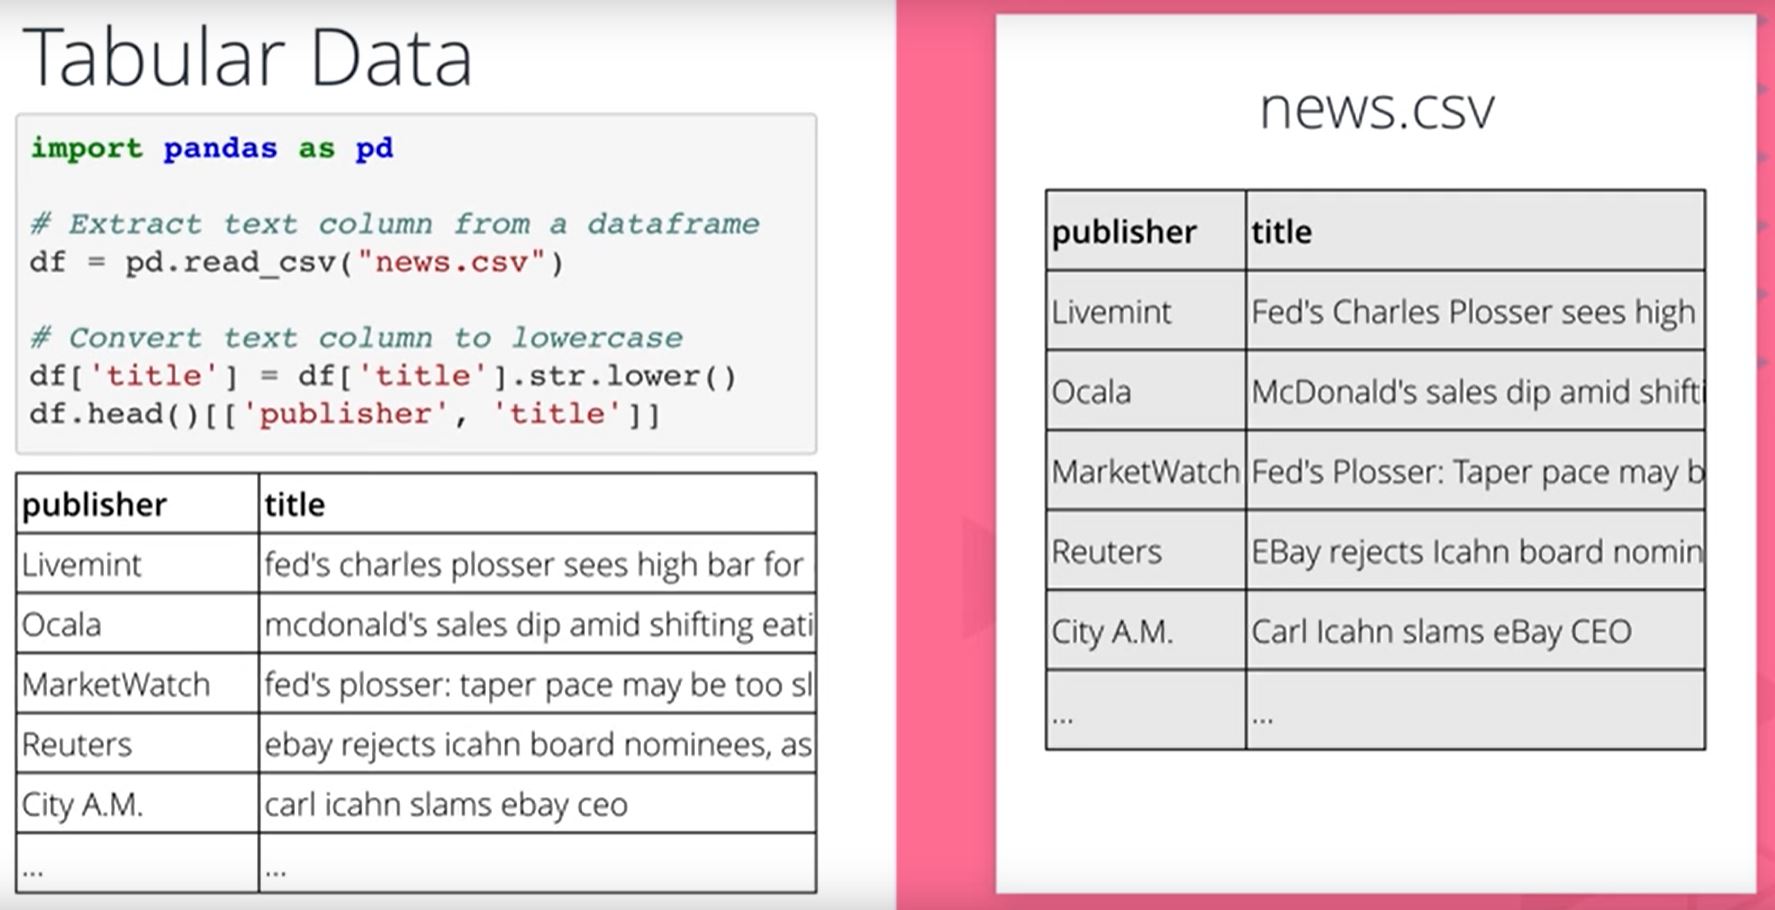 Tabular Data
import pandas as pd
# Extract text column from a dataframe
df = pd.read_csv("news.csv")
# Convert text column to lowercase
df['title'] = df['title'].str.lower()
df.head()[['publisher', 'title']]
publisher title
Livemint fed's charles plosser sees high bar for
Ocala mcdonald's sales dip amid shifting eati
MarketWatch fed's plosser: taper pace may be too sl
Reuters ebay rejects icahn board nominees, as
City A.M. carl icahn slams ebay ceo
... ...
news.csv
publisher title
Livemint Fed's Charles Plosser sees high
Ocala McDonald's sales dip amid shifti
MarketWatch Fed's Plosser: Taper pace may b
Reuters EBay rejects Icahn board nomin
City A.M. Carl Icahn slams eBay CEO
... ...